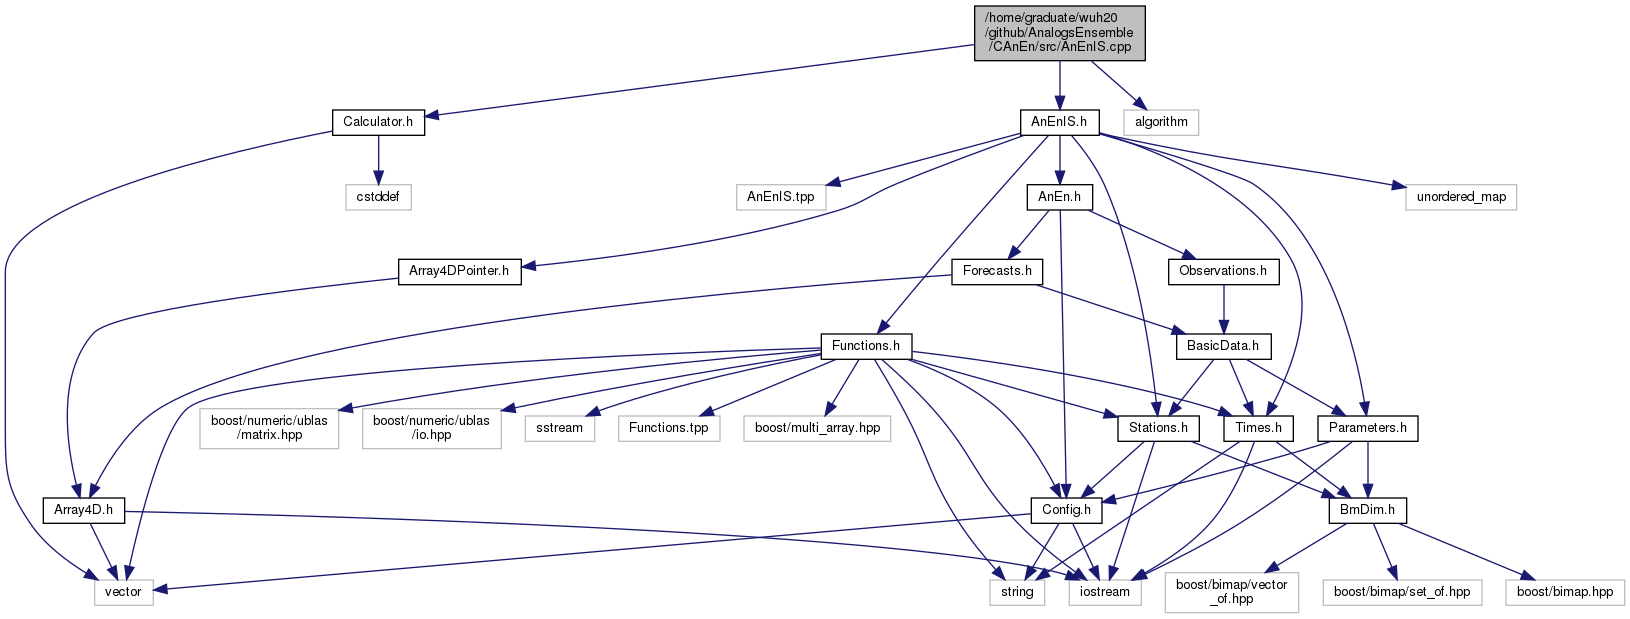 /home/graduate/wuh20
/github/AnalogsEnsemble
/CAnEn/src/AnEnIS.cpp
Calculator.h
AnEnIS.h
algorithm
cstddef
AnEnIS.tpp
AnEn.h
unordered_map
Array4DPointer.h
Forecasts.h
Observations.h
Functions.h
BasicData.h
boost/numeric/ublas
/matrix.hpp
boost/numeric/ublas
/io.hpp
sstream
Functions.tpp
boost/multi_array.hpp
Stations.h
Times.h
Parameters.h
Array4D.h
Config.h
BmDim.h
vector
string
iostream
boost/bimap/vector
_of.hpp
boost/bimap/set_of.hpp
boost/bimap.hpp